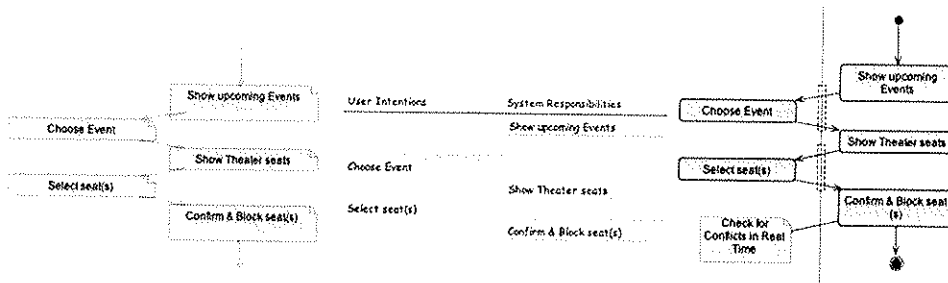 Show upcoming Events
Choose Event
Show Theater seats
Select seat(s)
Confirm & Block seat(s)
User Intentions
System Responsibilities
Show upcoming Events
Choose Event
Show Theater seats
Select seat(s)
Confirm & Block seat(s)
Show upcoming
Events
Choose Event
Show Theater seats
Select seat(s)
Confirm & Block seat
(s)
Check for
Conflicts in Real
Time